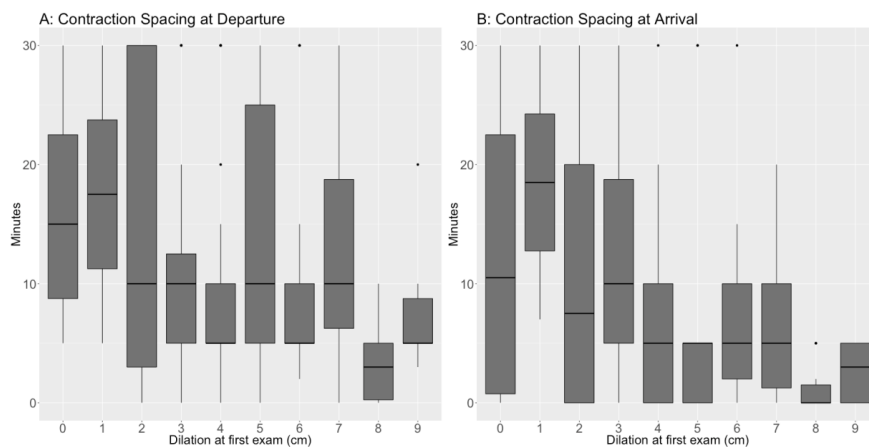 A: Contraction Spacing at Departure
30
20
10
0
Minutes
0 1 2 3 4 5 6 7 8 9
Dilation at first exam (cm)
B: Contraction Spacing at Arrival
30
20
10
0
Minutes
0 1 2 3 4 5 6 7 8 9
Dilation at first exam (cm)